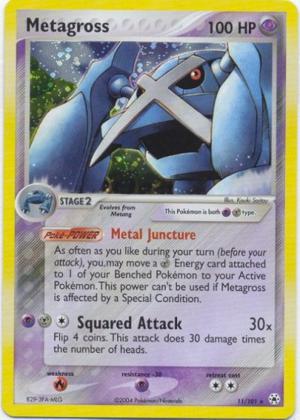 Metagross 100 HP
Illus. Kouki Saitou
STAGE2 Evolves from Metang
This Pokémon is both type.
Poké-POWER Metal Juncture
As often as you like during your turn (before your
attack), you may move a Energy card attached
to 1 of your Benched Pokémon to your Active
Pokémon. This power can't be used if Metagross
is affected by a Special Condition.
Squared Attack 30x
Flip 4 coins. This attack does 30 damage times
the number of heads.
weakness resistance -30 retreat cost
©2004 Pokémon/Nintendo
11/101 ★